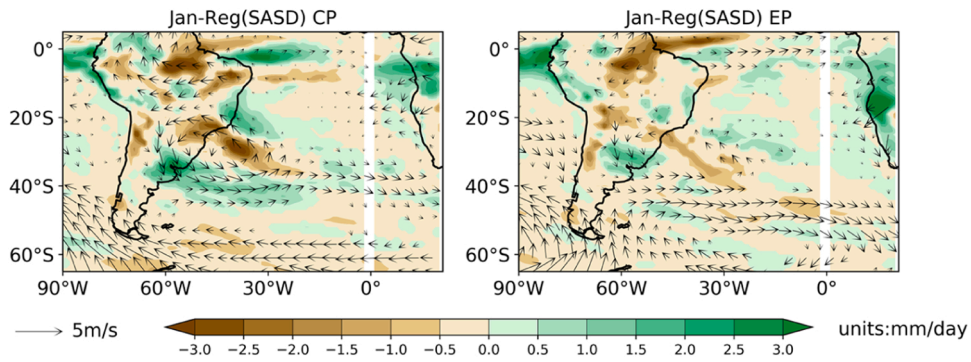 Jan-Reg(SASD) CP
Jan-Reg(SASD) EP
0°
20°S
40°S
60°S
90°W 60°W 30°W 0°
0°
20°S
40°S
60°S
90°W 60°W 30°W 0°
5m/s
−3.0 −2.5 −2.0 −1.5 −1.0 −0.5 0.0 0.5 1.0 1.5 2.0 2.5 3.0
units:mm/day